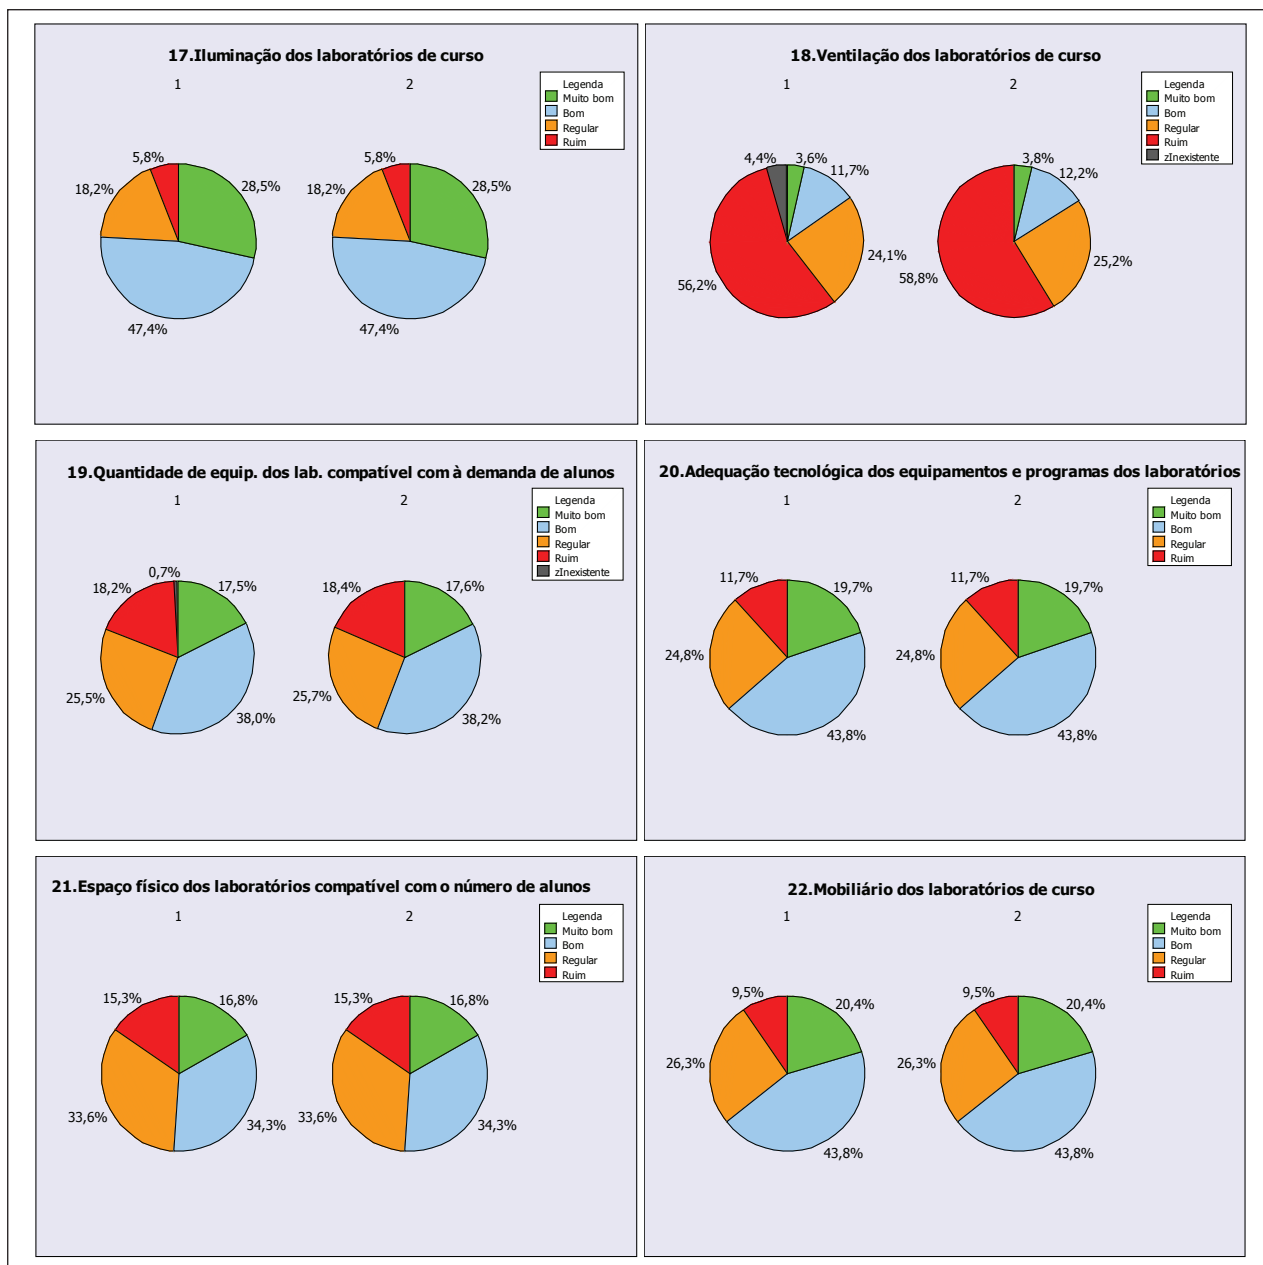 17.Iluminação dos laboratórios de curso
1
2
Legenda
Muito bom
Bom
Regular
Ruim
5,8%
18,2%
28,5%
47,4%
5,8%
18,2%
28,5%
47,4%
18.Ventilação dos laboratórios de curso
1
2
Legenda
Muito bom
Bom
Regular
Ruim
zInexistente
4,4%
3,6%
11,7%
24,1%
56,2%
3,8%
12,2%
25,2%
58,8%
19.Quantidade de equip. dos lab. compatível com à demanda de alunos
1
2
Legenda
Muito bom
Bom
Regular
Ruim
zInexistente
0,7%
18,2%
17,5%
25,5%
38,0%
18,4%
17,6%
25,7%
38,2%
20.Adequação tecnológica dos equipamentos e programas dos laboratórios
1
2
Legenda
Muito bom
Bom
Regular
Ruim
11,7%
19,7%
24,8%
43,8%
11,7%
19,7%
24,8%
43,8%
21.Espaço físico dos laboratórios compatível com o número de alunos
1
2
Legenda
Muito bom
Bom
Regular
Ruim
15,3%
16,8%
33,6%
34,3%
15,3%
16,8%
33,6%
34,3%
22.Mobiliário dos laboratórios de curso
1
2
Legenda
Muito bom
Bom
Regular
Ruim
9,5%
20,4%
26,3%
43,8%
9,5%
20,4%
26,3%
43,8%